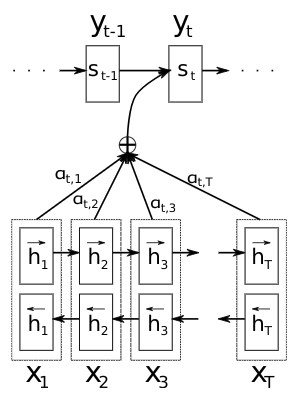 y_{t-1} y_t
· · · s_{t-1} s_t · · ·
⊕
a_{t,1} a_{t,2} a_{t,3} a_{t,T}
\overrightarrow{h}_1 \overrightarrow{h}_2 \overrightarrow{h}_3 \overrightarrow{h}_T
\overleftarrow{h}_1 \overleftarrow{h}_2 \overleftarrow{h}_3 \overleftarrow{h}_T
x_1 x_2 x_3 x_T